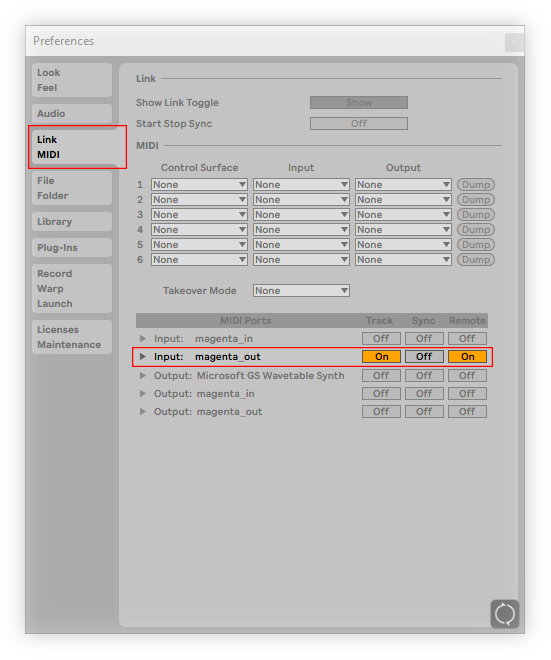 Preferences
Look
Feel
Audio
Link
MIDI
File
Folder
Library
Plug-Ins
Record
Warp
Launch
Licenses
Maintenance
Link
Show Link Toggle Show
Start Stop Sync Off
MIDI
Control Surface Input Output
1 None None None Dump
2 None None None Dump
3 None None None Dump
4 None None None Dump
5 None None None Dump
6 None None None Dump
Takeover Mode None
MIDI Ports Track Sync Remote
Input: magenta_in Off Off Off
Input: magenta_out On Off On
Output: Microsoft GS Wavetable Synth Off Off Off
Output: magenta_in Off Off Off
Output: magenta_out Off Off Off